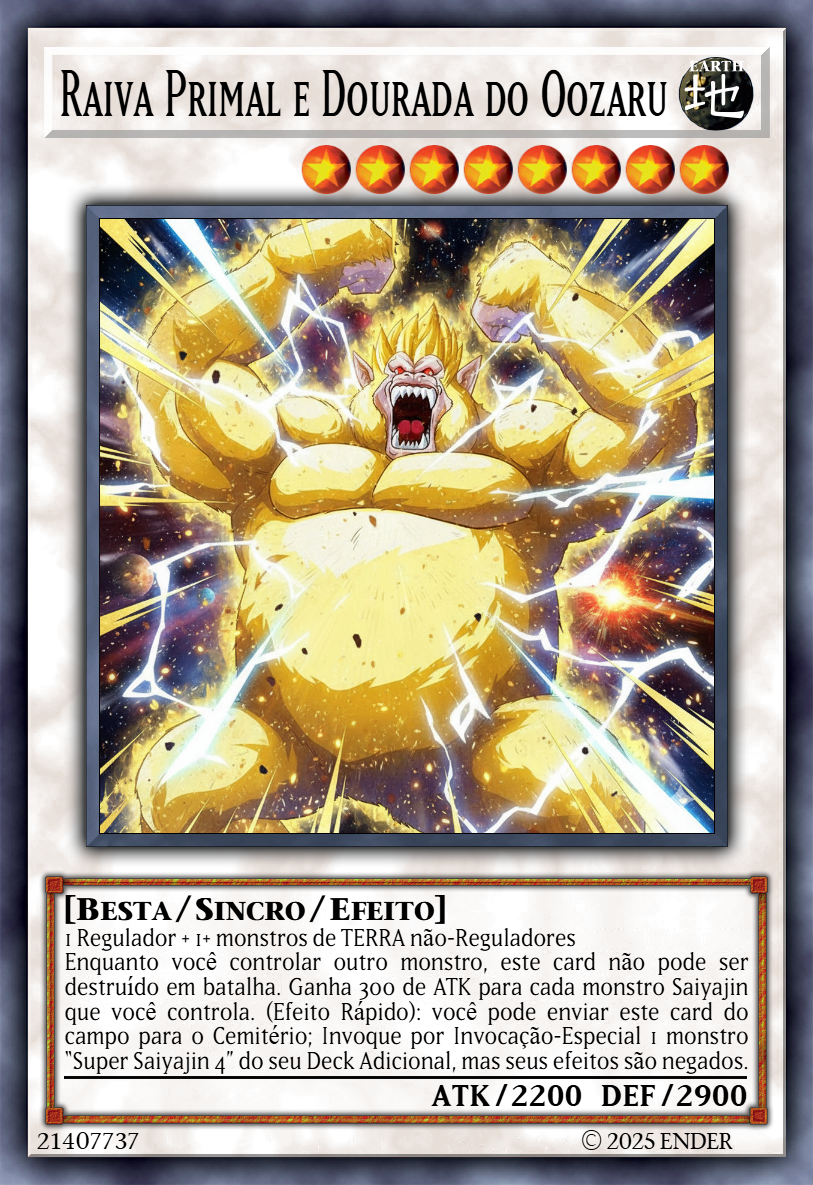 Raiva Primal e Dourada do Oozaru
EARTH
地
[Besta/Sincro/Efeito]
1 Regulador + 1+ monstros de TERRA não-Reguladores
Enquanto você controlar outro monstro, este card não pode ser
destruído em batalha. Ganha 300 de ATK para cada monstro Saiyajin
que você controla. (Efeito Rápido): você pode enviar este card do
campo para o Cemitério; Invoque por Invocação-Especial 1 monstro
"Super Saiyajin 4" do seu Deck Adicional, mas seus efeitos são negados.
ATK/2200 DEF/2900
21407737
© 2025 ENDER